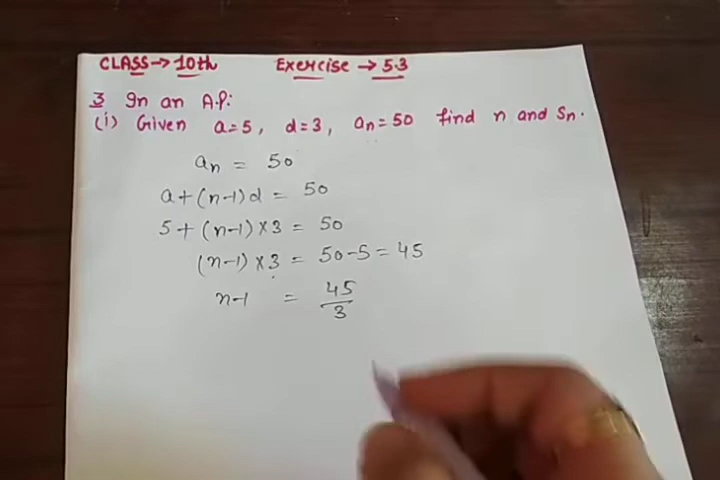 CLASS→10th Exercise → 5.3
3 In an A.P:
(i) Given a=5, d=3, an=50 find n and Sn.
an = 50
a+(n-1)d = 50
5+(n-1)×3 = 50
(n-1)×3 = 50-5=45
n-1 = 45/3